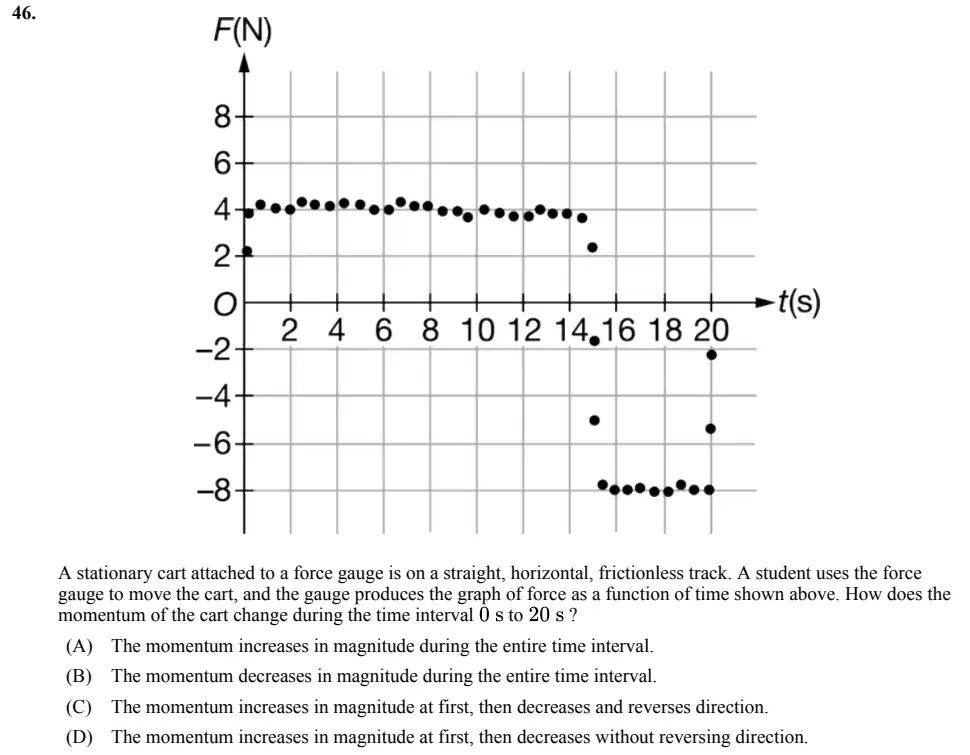 46.
F(N)
8
6
4
2
O
t(s)
2 4 6 8 10 12 14 16 18 20
−2
−4
−6
−8
A stationary cart attached to a force gauge is on a straight, horizontal, frictionless track. A student uses the force
gauge to move the cart, and the gauge produces the graph of force as a function of time shown above. How does the
momentum of the cart change during the time interval 0 s to 20 s ?
(A) The momentum increases in magnitude during the entire time interval.
(B) The momentum decreases in magnitude during the entire time interval.
(C) The momentum increases in magnitude at first, then decreases and reverses direction.
(D) The momentum increases in magnitude at first, then decreases without reversing direction.